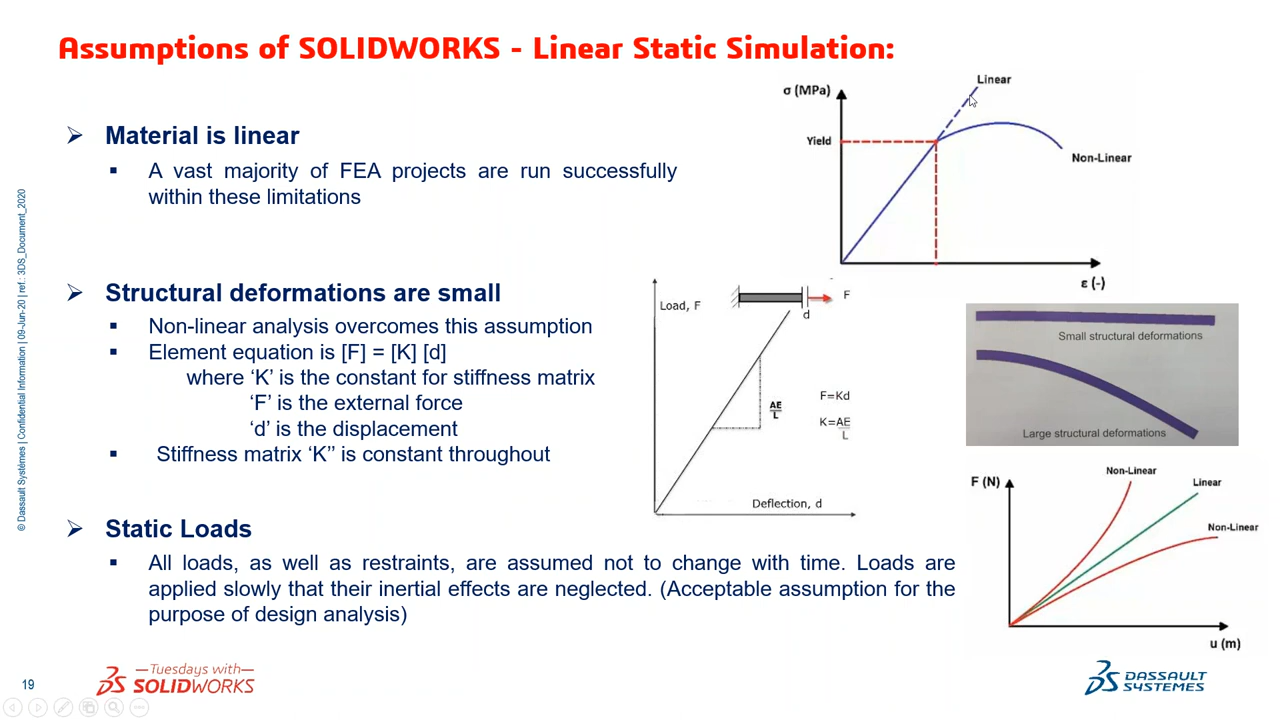 Assumptions of SOLIDWORKS - Linear Static Simulation:
Material is linear
A vast majority of FEA projects are run successfully
within these limitations
σ (MPa)
Linear
Yield
Non-Linear
ε (-)
Structural deformations are small
Non-linear analysis overcomes this assumption
Element equation is [F] = [K] [d]
where ‘K’ is the constant for stiffness matrix
‘F’ is the external force
‘d’ is the displacement
Stiffness matrix ‘K’’ is constant throughout
Load, F
F
d
AE
L
F=Kd
K=AE
L
Deflection, d
Small structural deformations
Large structural deformations
F (N)
Non-Linear
Linear
Non-Linear
u (m)
Static Loads
All loads, as well as restraints, are assumed not to change with time. Loads are
applied slowly that their inertial effects are neglected. (Acceptable assumption for the
purpose of design analysis)
© Dassault Systèmes | Confidential Information | 09-Jun-20 | ref.: 3DS_Document_2020
19
Tuesdays with
SOLIDWORKS
DASSAULT
SYSTEMES